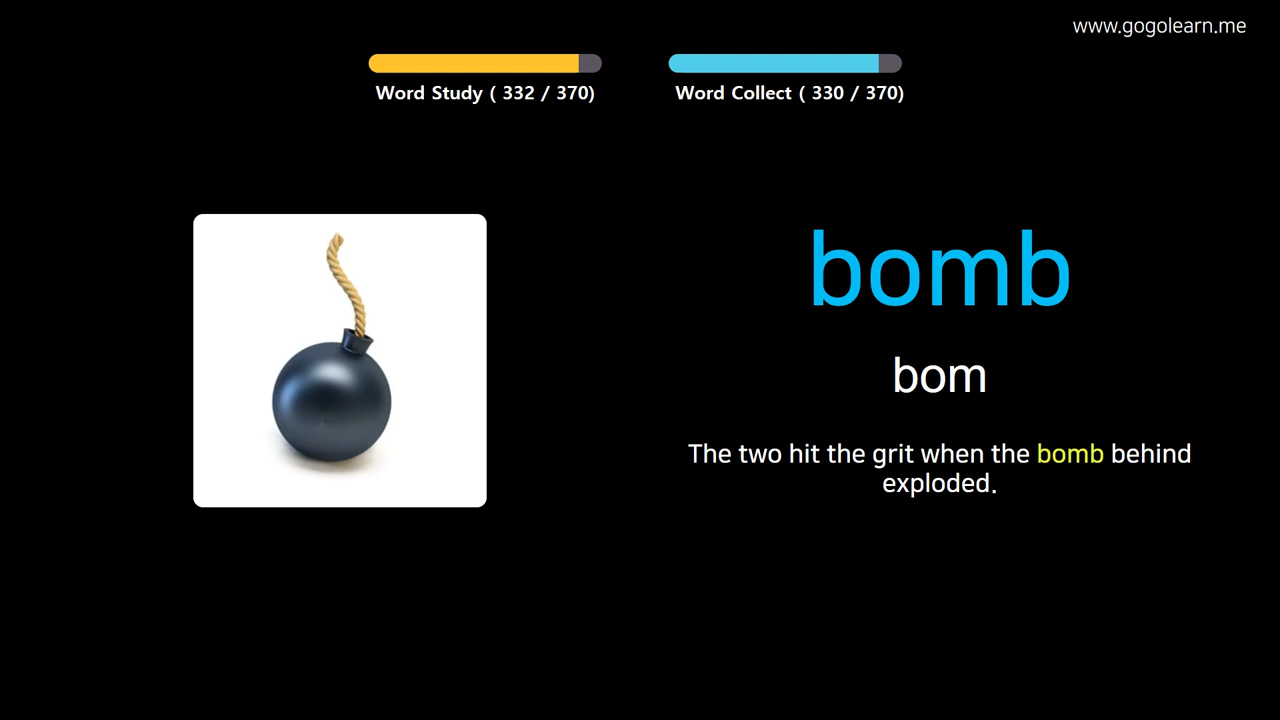 www.gogolearn.me
Word Study ( 332 / 370)
Word Collect ( 330 / 370)
bomb
bom
The two hit the grit when the bomb behind
exploded.